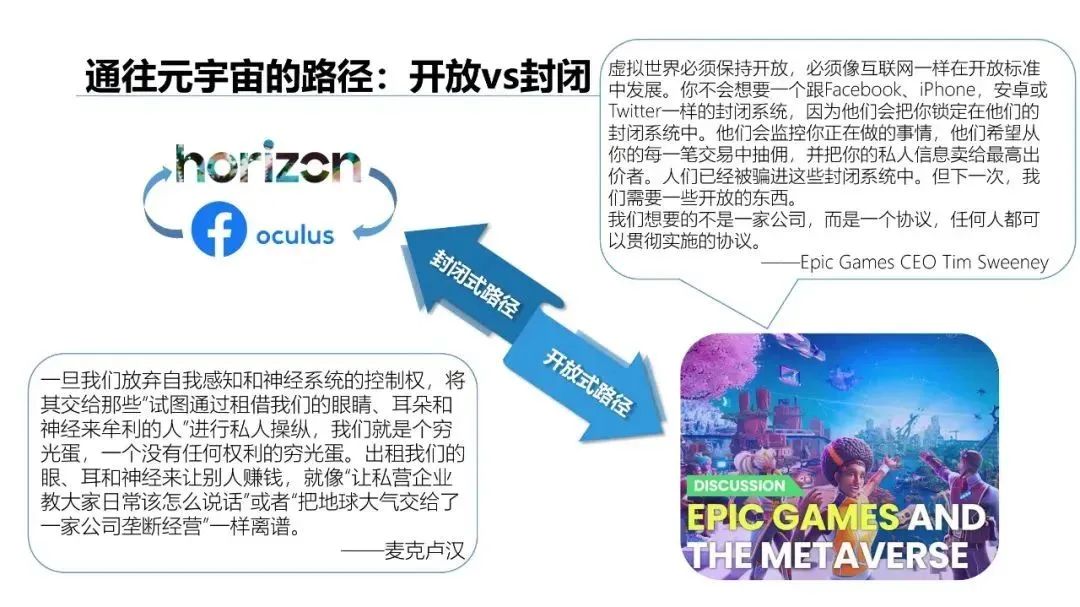 通往元宇宙的路径：开放vs封闭
horizon
oculus
虚拟世界必须保持开放，必须像互联网一样在开放标准
中发展。你不会想要一个跟Facebook、iPhone，安卓或
Twitter一样的封闭系统，因为他们会把你锁定在他们的
封闭系统中。他们会监控你正在做的事情，他们希望从
你的每一笔交易中抽佣，并把你的私人信息卖给最高出
价者。人们已经被骗进这些封闭系统中。但下一次，我
们需要一些开放的东西。
我们想要的不是一家公司，而是一个协议，任何人都可
以贯彻实施的协议。
——Epic Games CEO Tim Sweeney
封闭式路径
开放式路径
一旦我们放弃自我感知和神经系统的控制权，将
其交给那些“试图通过租借我们的眼睛、耳朵和
神经来牟利的人”进行私人操纵，我们就是个穷
光蛋，一个没有任何权利的穷光蛋。出租我们的
眼、耳和神经来让别人赚钱，就像“让私营企业
教大家日常该怎么说话”或者“把地球大气交给了
一家公司垄断经营”一样离谱。
——麦克卢汉
DISCUSSION
EPIC GAMES AND
THE METAVERSE